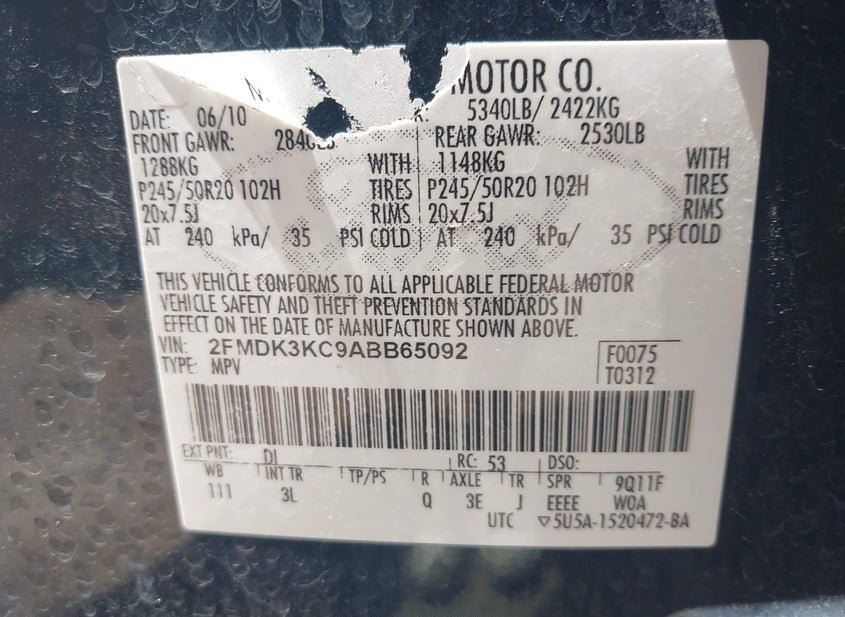 MOTOR CO.
DATE: 06/10 5340LB/ 2422KG
FRONT GAWR: 2840LB REAR GAWR: 2530LB
1288KG WITH 1148KG WITH
P245/50R20 102H TIRES P245/50R20 102H TIRES
20x7.5J RIMS 20x7.5J RIMS
AT 240 kPa/ 35 PSI COLD AT 240 kPa/ 35 PSI COLD
THIS VEHICLE CONFORMS TO ALL APPLICABLE FEDERAL MOTOR
VEHICLE SAFETY AND THEFT PREVENTION STANDARDS IN
EFFECT ON THE DATE OF MANUFACTURE SHOWN ABOVE.
VIN: 2FMDK3KC9ABB65092 F0075
TYPE: MPV T0312
EXT PNT: DI RC: 53 DSO:
WB INT TR TP/PS R AXLE TR SPR 9Q11F
111 3L Q 3E J EEEE WOA
UTC ▽5U5A-1520472-BA